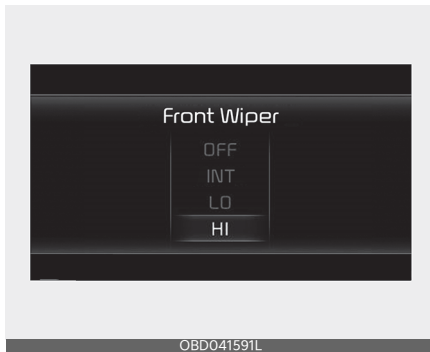 Front Wiper
OFF
INT
LO
HI
OBD041591L